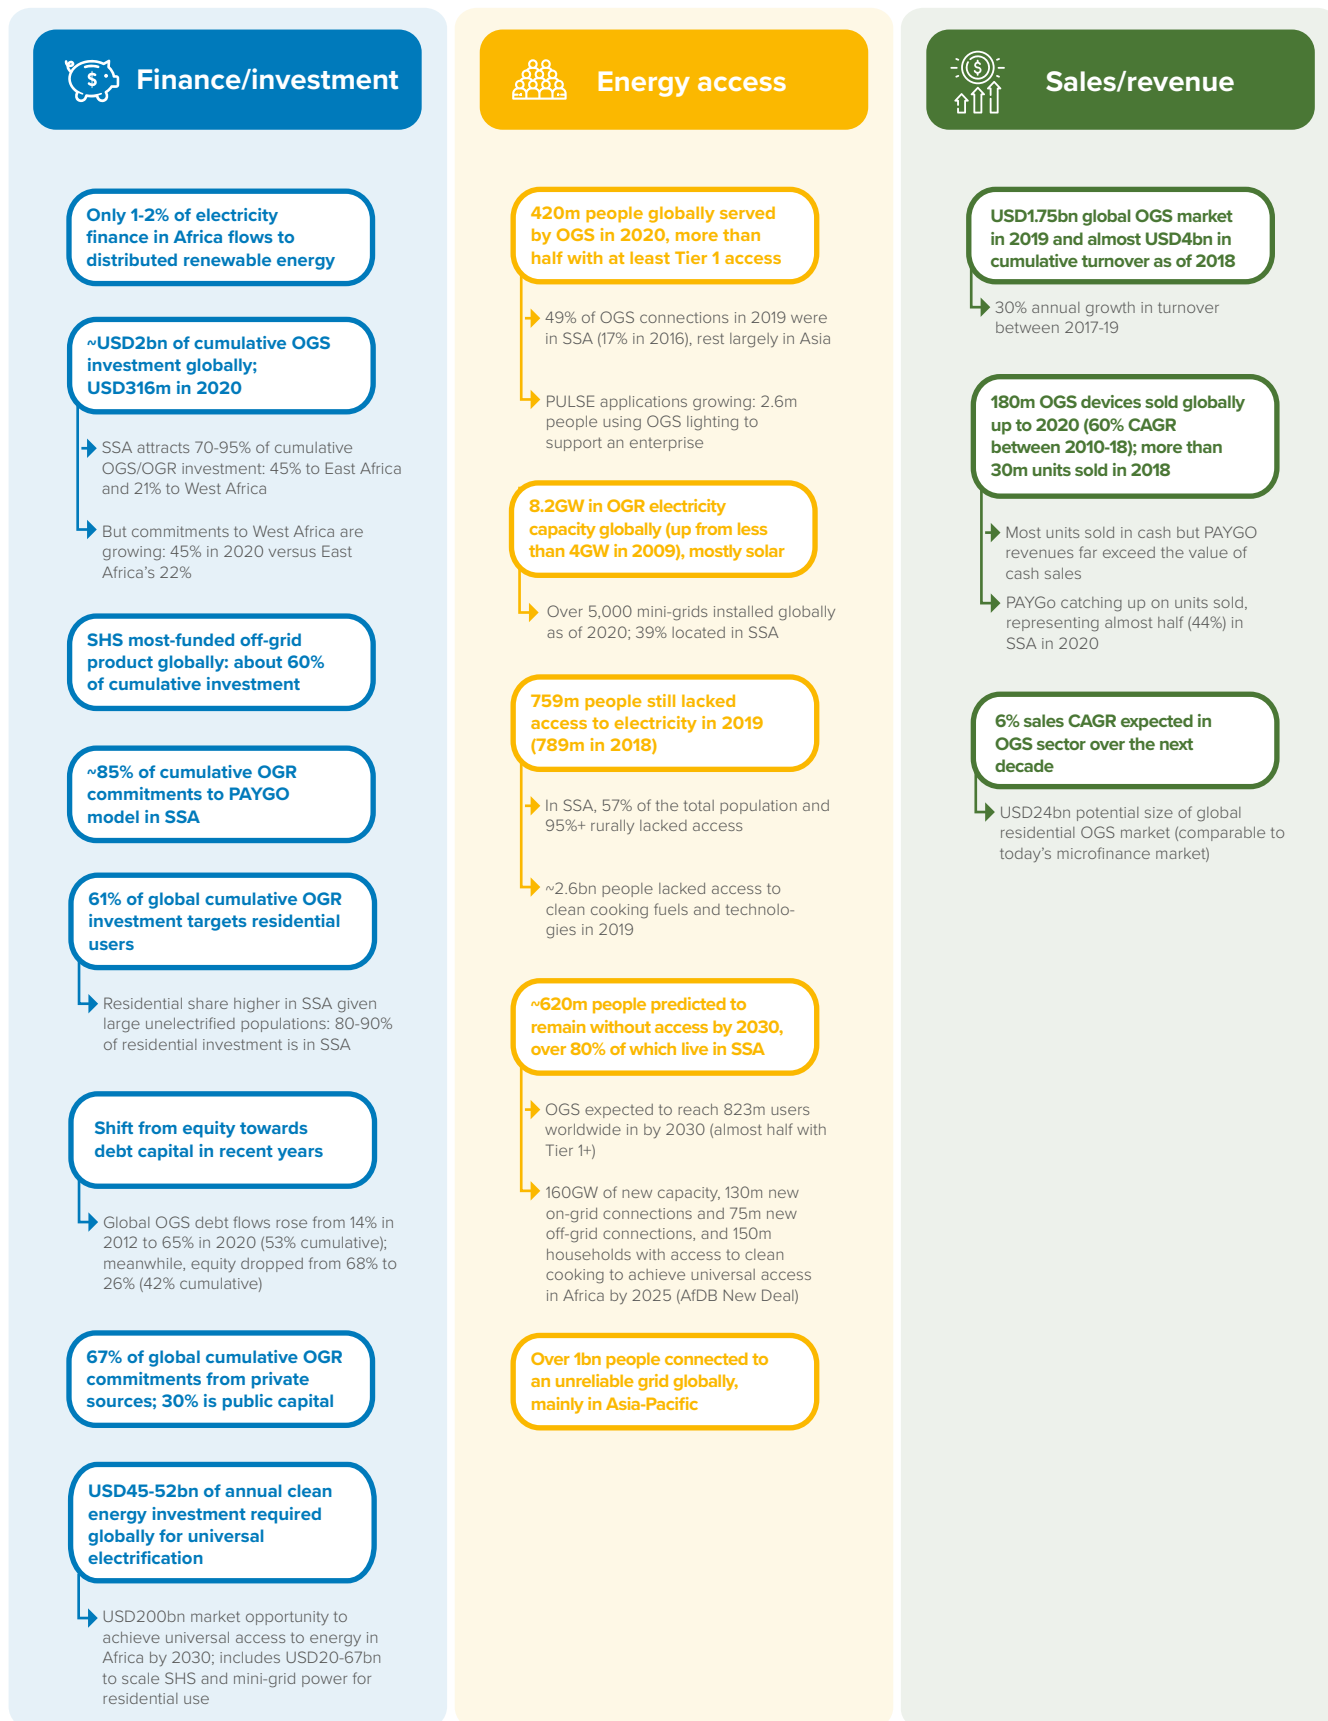 Finance/investment
Only 1-2% of electricity
finance in Africa flows to
distributed renewable energy
~USD2bn of cumulative OGS
investment globally;
USD316m in 2020
SSA attracts 70-95% of cumulative
OGS/OGR investment: 45% to East Africa
and 21% to West Africa
But commitments to West Africa are
growing: 45% in 2020 versus East
Africa's 22%
SHS most-funded off-grid
product globally: about 60%
of cumulative investment
~85% of cumulative OGR
commitments to PAYGO
model in SSA
61% of global cumulative OGR
investment targets residential
users
Residential share higher in SSA given
large unelectrified populations: 80-90%
of residential investment is in SSA
Shift from equity towards
debt capital in recent years
Global OGS debt flows rose from 14% in
2012 to 65% in 2020 (53% cumulative);
meanwhile, equity dropped from 68% to
26% (42% cumulative)
67% of global cumulative OGR
commitments from private
sources; 30% is public capital
USD45-52bn of annual clean
energy investment required
globally for universal
electrification
USD200bn market opportunity to
achieve universal access to energy in
Africa by 2030; includes USD20-67bn
to scale SHS and mini-grid power for
residential use
Energy access
420m people globally served
by OGS in 2020, more than
half with at least Tier 1 access
49% of OGS connections in 2019 were
in SSA (17% in 2016), rest largely in Asia
PULSE applications growing: 2.6m
people using OGS lighting to
support an enterprise
8.2GW in OGR electricity
capacity globally (up from less
than 4GW in 2009), mostly solar
Over 5,000 mini-grids installed globally
as of 2020; 39% located in SSA
759m people still lacked
access to electricity in 2019
(789m in 2018)
In SSA, 57% of the total population and
95%+ rurally lacked access
~2.6bn people lacked access to
clean cooking fuels and technolo-
gies in 2019
~620m people predicted to
remain without access by 2030,
over 80% of which live in SSA
OGS expected to reach 823m users
worldwide in by 2030 (almost half with
Tier 1+)
160GW of new capacity, 130m new
on-grid connections and 75m new
off-grid connections, and 150m
households with access to clean
cooking to achieve universal access
in Africa by 2025 (AfDB New Deal)
Over 1bn people connected to
an unreliable grid globally,
mainly in Asia-Pacific
Sales/revenue
USD1.75bn global OGS market
in 2019 and almost USD4bn in
cumulative turnover as of 2018
30% annual growth in turnover
between 2017-19
180m OGS devices sold globally
up to 2020 (60% CAGR
between 2010-18); more than
30m units sold in 2018
Most units sold in cash but PAYGO
revenues far exceed the value of
cash sales
PAYGo catching up on units sold,
representing almost half (44%) in
SSA in 2020
6% sales CAGR expected in
OGS sector over the next
decade
USD24bn potential size of global
residential OGS market (comparable to
today's microfinance market)